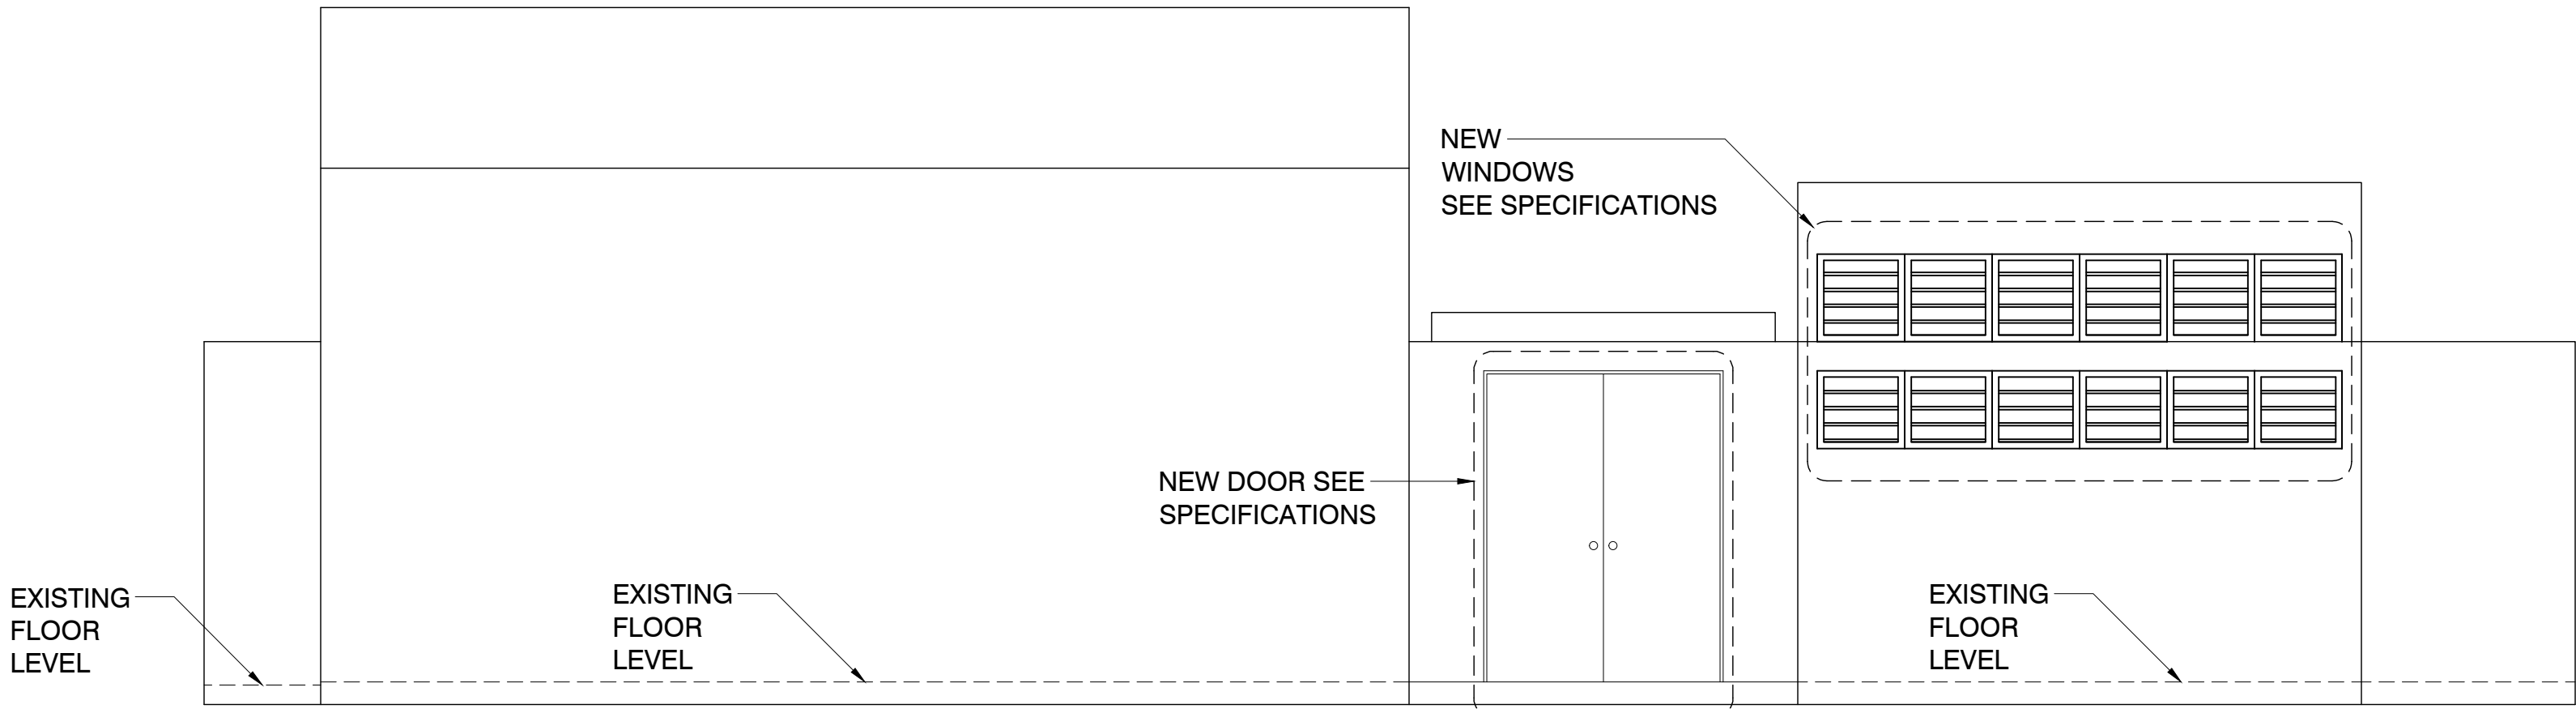 NEW
WINDOWS
SEE SPECIFICATIONS
NEW DOOR SEE
SPECIFICATIONS
EXISTING
FLOOR
LEVEL
EXISTING
FLOOR
LEVEL
EXISTING
FLOOR
LEVEL